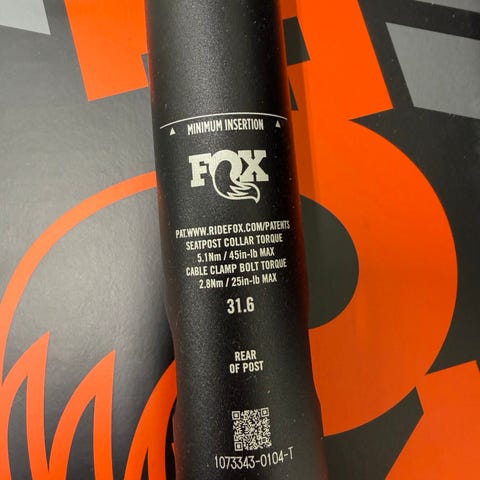 MINIMUM INSERTION
FOX
PAT.WWW.RIDEFOX.COM/PATENTS
SEATPOST COLLAR TORQUE
5.1Nm / 45in-lb MAX
CABLE CLAMP BOLT TORQUE
2.8Nm / 25in-lb MAX
31.6
REAR
OF POST
1073343-0104-T